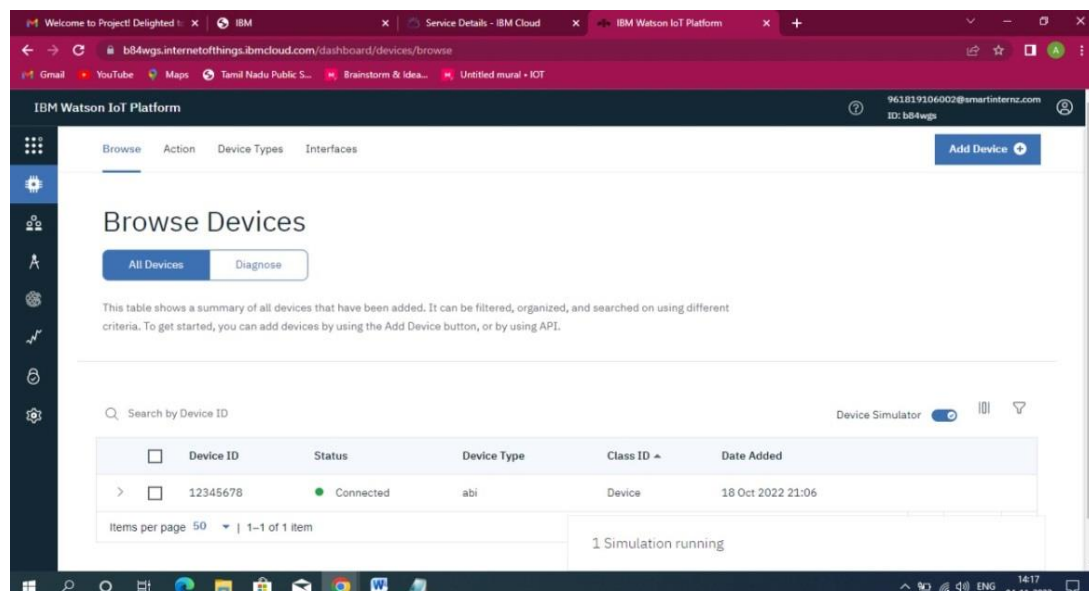 Welcome to Project! Delighted t
IBM
Service Details - IBM Cloud
IBM Watson IoT Platform
b84wgs.internetofthings.ibmcloud.com/dashboard/devices/browse
Gmail YouTube Maps Tamil Nadu Public S... Brainstorm & Idea... Untitled mural • IOT
IBM Watson IoT Platform
961819106002@smartinternz.com
ID: b84wgs
Browse Action Device Types Interfaces Add Device
Browse Devices
All Devices Diagnose
This table shows a summary of all devices that have been added. It can be filtered, organized, and searched on using different
criteria. To get started, you can add devices by using the Add Device button, or by using API.
Search by Device ID Device Simulator
Device ID Status Device Type Class ID Date Added
12345678 Connected abi Device 18 Oct 2022 21:06
Items per page 50 | 1–1 of 1 item
1 Simulation running
ENG 14:17